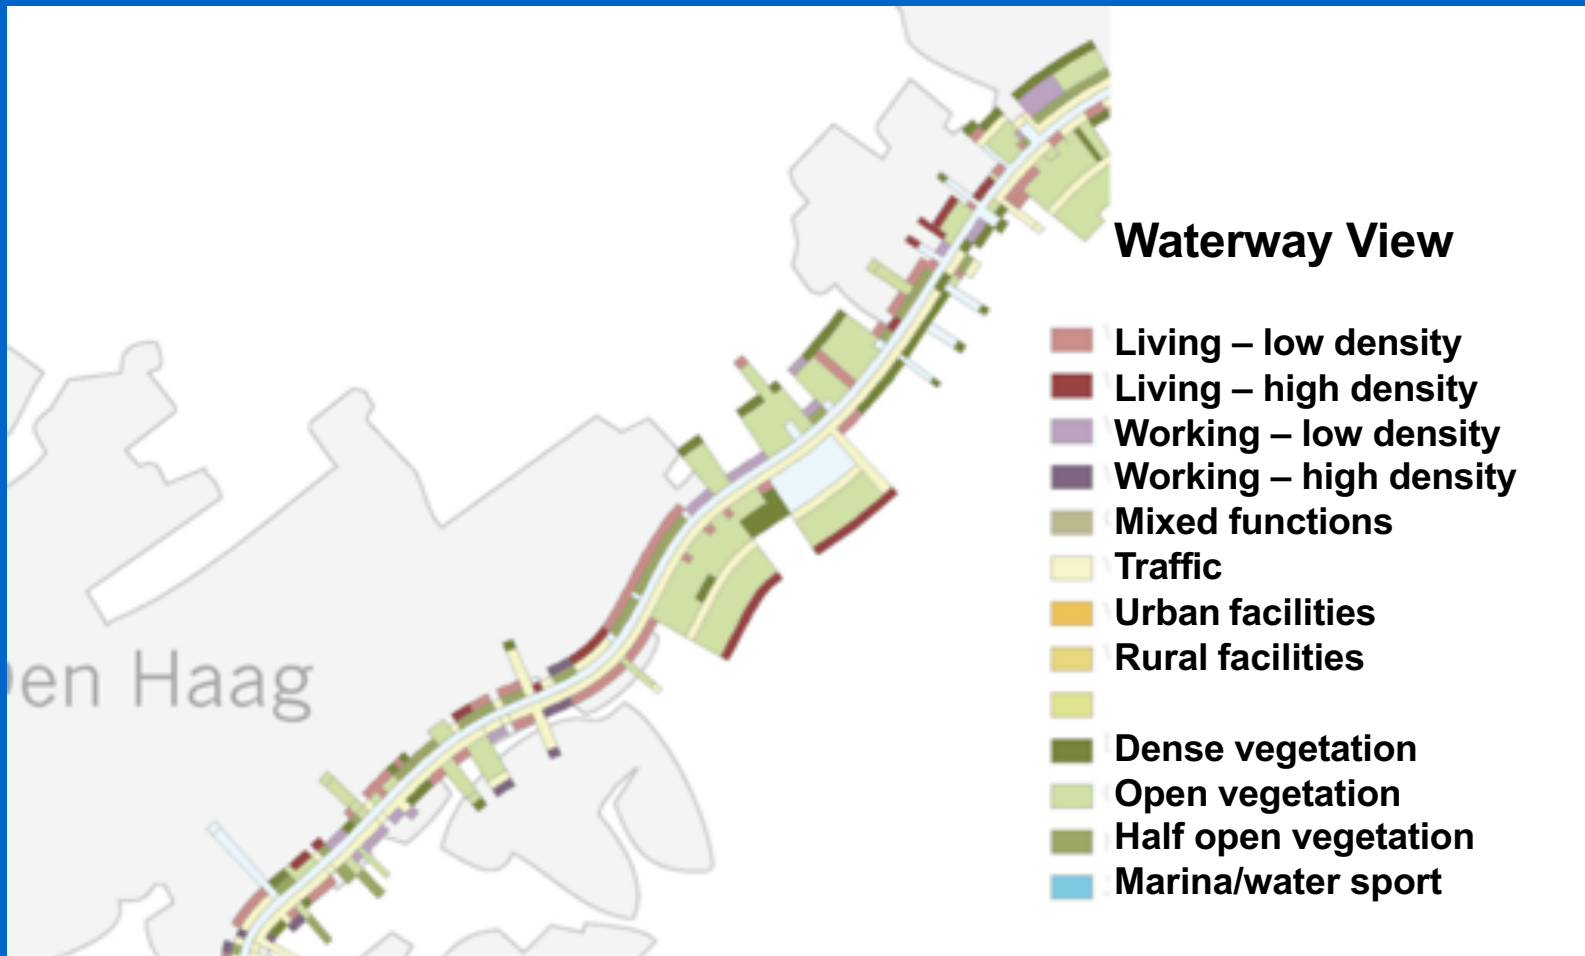 Waterway View
Living – low density
Living – high density
Working – low density
Working – high density
Mixed functions
Traffic
Urban facilities
Rural facilities
Dense vegetation
Open vegetation
Half open vegetation
Marina/water sport
en Haag